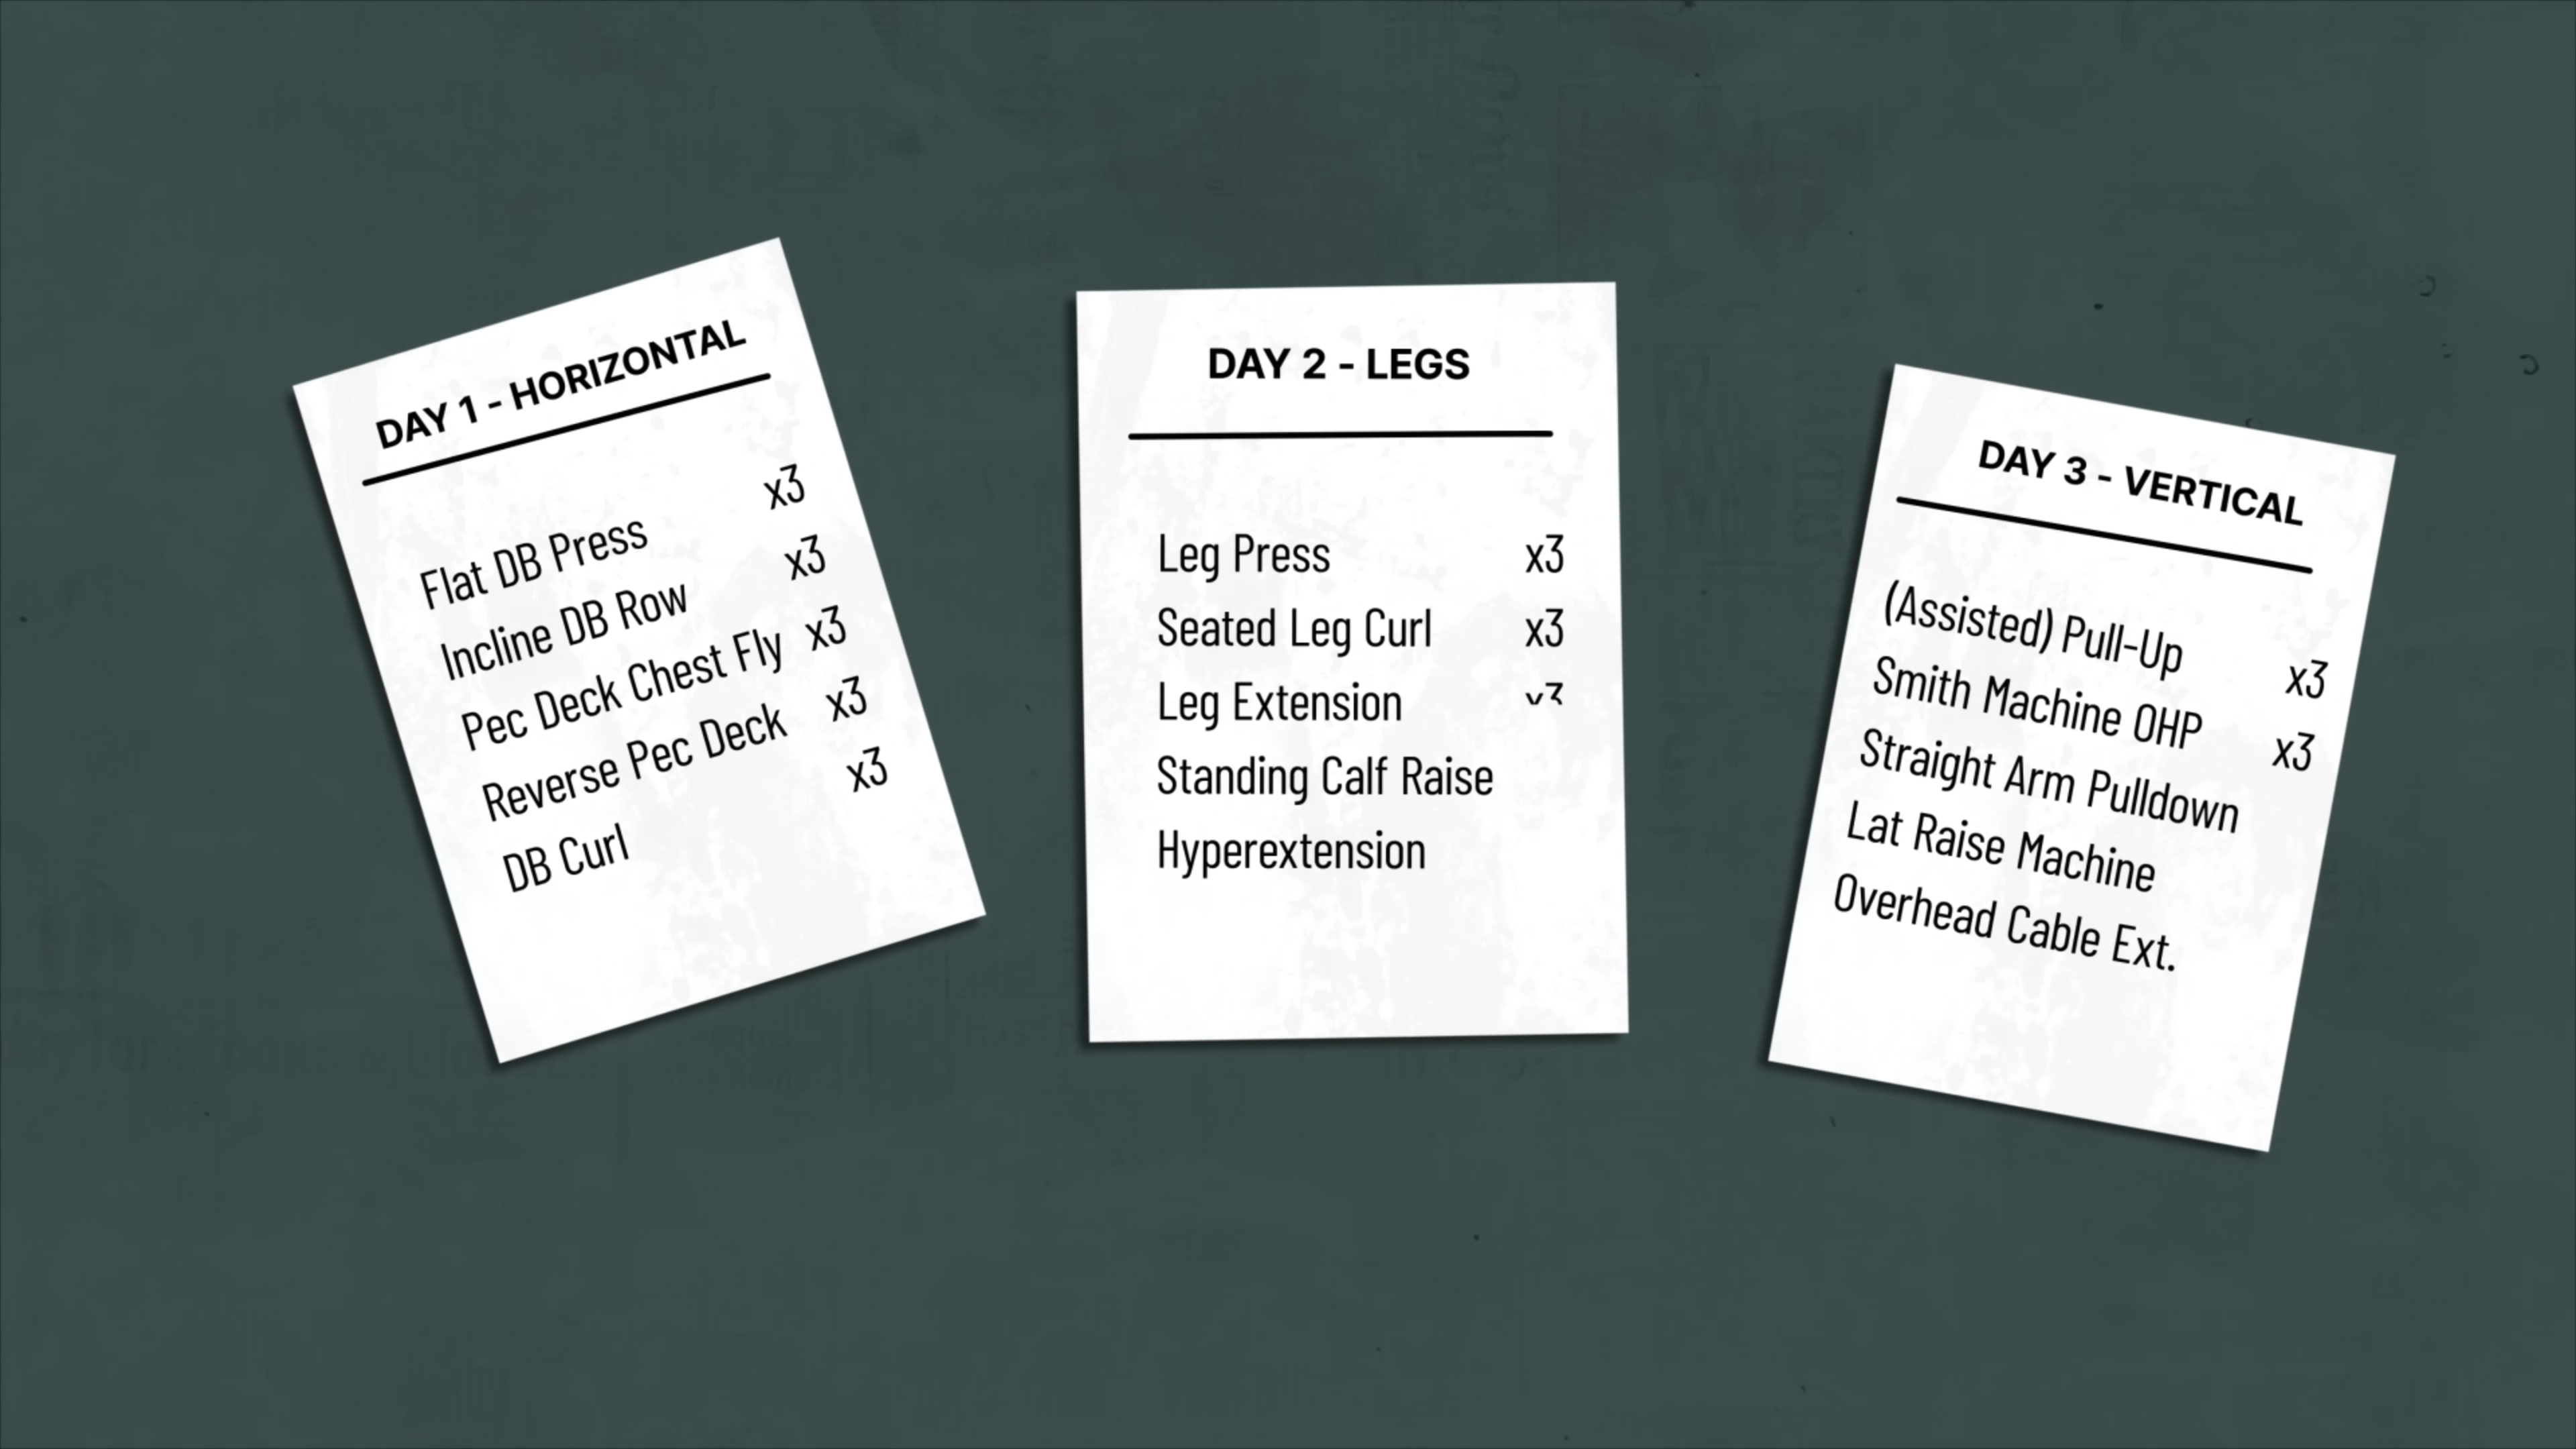 DAY 1 - HORIZONTAL
Flat DB Press x3
Incline DB Row x3
Pec Deck Chest Fly x3
Reverse Pec Deck x3
DB Curl x3
DAY 2 - LEGS
Leg Press x3
Seated Leg Curl x3
Leg Extension x3
Standing Calf Raise
Hyperextension
DAY 3 - VERTICAL
(Assisted) Pull-Up x3
Smith Machine OHP x3
Straight Arm Pulldown
Lat Raise Machine
Overhead Cable Ext.